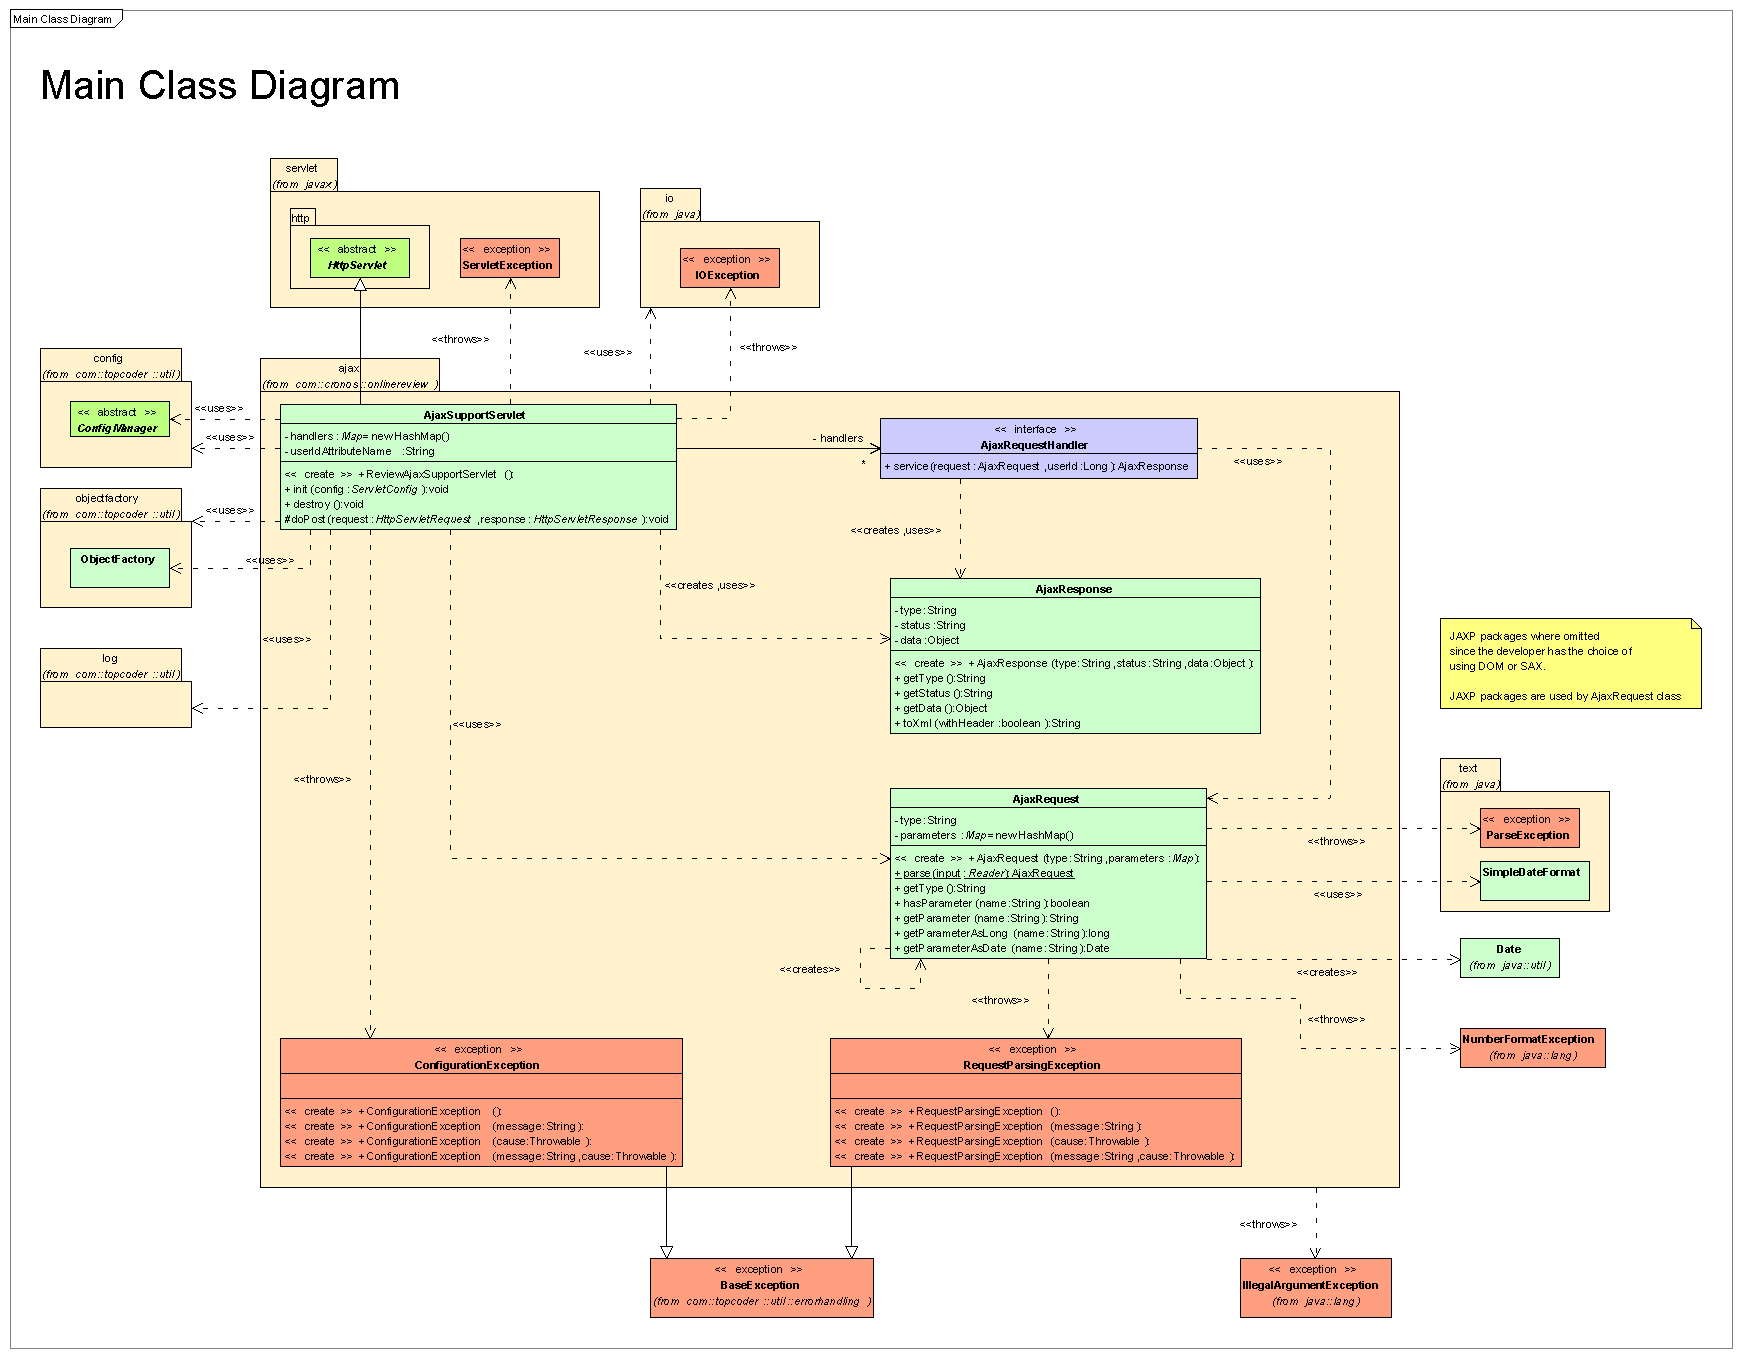 Main Class Diagram
Main Class Diagram
servlet
(from javax)
http
<< abstract >>
HttpServlet
<< exception >>
ServletException
io
(from java)
<< exception >>
IOException
<<throws>>
<<uses>>
<<throws>>
config
(from com::topcoder ::util)
<< abstract >>
ConfigManager
<<uses>>
<<uses>>
objectfactory
(from com::topcoder ::util)
ObjectFactory
<<uses>>
<<uses>>
log
(from com::topcoder ::util)
<<uses>>
ajax
(from com::cronos::onlinereview )
AjaxSupportServlet
- handlers : Map = new HashMap()
- userIdAttributeName :String
<< create >> + ReviewAjaxSupportServlet ():
+ init (config : ServletConfig ):void
+ destroy ():void
# doPost (request : HttpServletRequest ,response : HttpServletResponse ):void
- handlers
*
<< interface >>
AjaxRequestHandler
+ service (request : AjaxRequest ,userId :Long ): AjaxResponse
<<uses>>
<<creates ,uses>>
<<creates ,uses>>
AjaxResponse
- type :String
- status :String
- data :Object
<< create >> + AjaxResponse (type:String ,status :String ,data:Object ):
+ getType ():String
+ getStatus ():String
+ getData ():Object
+ toXml (withHeader :boolean ):String
JAXP packages where omitted
since the developer has the choice of
using DOM or SAX.
JAXP packages are used by AjaxRequest class
<<uses>>
<<throws>>
AjaxRequest
- type :String
- parameters : Map = new HashMap()
<< create >> + AjaxRequest (type:String ,parameters : Map ):
+ parse (input : Reader ): AjaxRequest
+ getType ():String
+ hasParameter (name :String ):boolean
+ getParameter (name :String ):String
+ getParameterAsLong (name :String ):long
+ getParameterAsDate (name :String ):Date
text
(from java)
<< exception >>
ParseException
SimpleDateFormat
<<throws>>
<<uses>>
Date
(from java::util)
<<creates>>
<<creates>>
<<throws>>
<<throws>>
NumberFormatException
(from java::lang)
<< exception >>
ConfigurationException
<< create >> + ConfigurationException ():
<< create >> + ConfigurationException (message:String ):
<< create >> + ConfigurationException (cause:Throwable ):
<< create >> + ConfigurationException (message:String ,cause:Throwable ):
<< exception >>
RequestParsingException
<< create >> + RequestParsingException ():
<< create >> + RequestParsingException (message:String ):
<< create >> + RequestParsingException (cause:Throwable ):
<< create >> + RequestParsingException (message:String ,cause:Throwable ):
<<throws>>
<< exception >>
BaseException
(from com::topcoder ::util::errorhandling )
<< exception >>
IllegalArgumentException
(from java::lang)